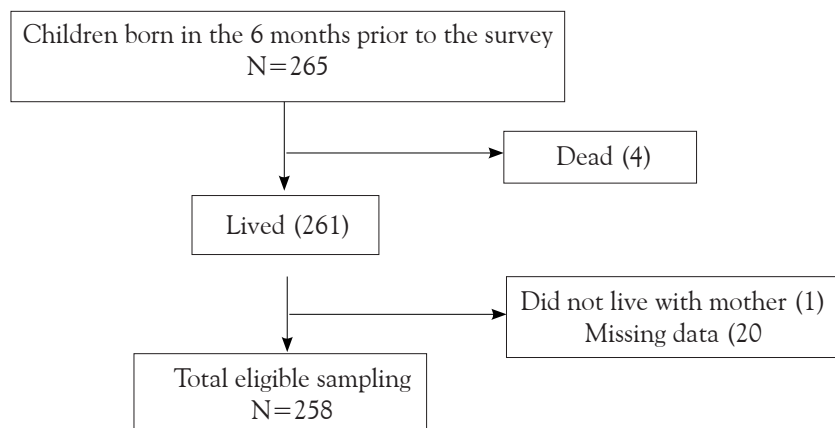 Children born in the 6 months prior to the survey
N=265
Dead (4)
Lived (261)
Did not live with mother (1)
Missing data (20
Total eligible sampling
N=258